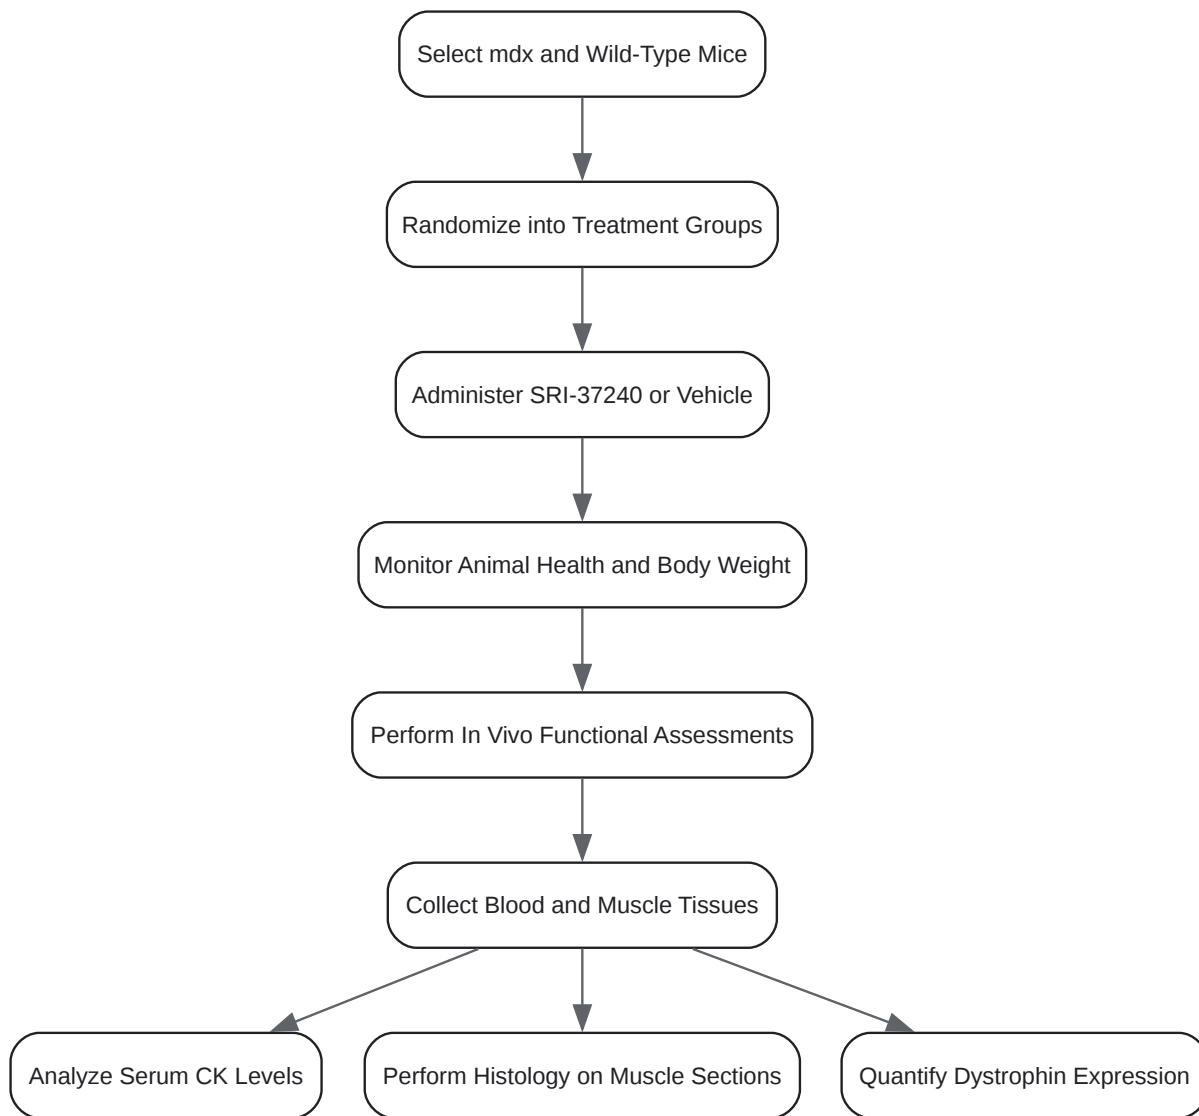 Select mdx and Wild-Type Mice
Randomize into Treatment Groups
Administer SRI-37240 or Vehicle
Monitor Animal Health and Body Weight
Perform In Vivo Functional Assessments
Collect Blood and Muscle Tissues
Analyze Serum CK Levels
Perform Histology on Muscle Sections
Quantify Dystrophin Expression